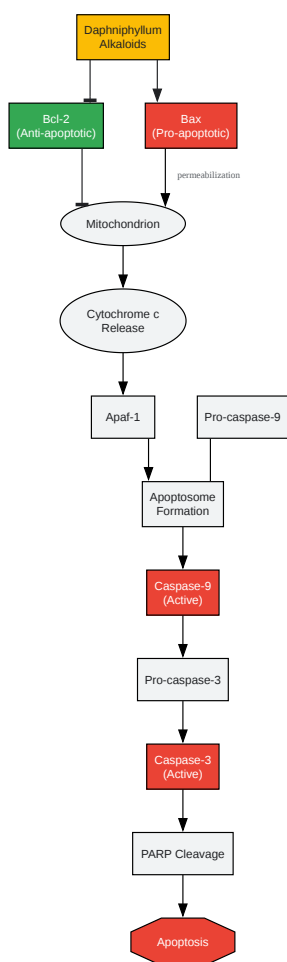 Daphniphyllum
Alkaloids
Bcl-2
(Anti-apoptotic)
Bax
(Pro-apoptotic)
permeabilization
Mitochondrion
Cytochrome c
Release
Apaf-1
Pro-caspase-9
Apoptosome
Formation
Caspase-9
(Active)
Pro-caspase-3
Caspase-3
(Active)
PARP Cleavage
Apoptosis